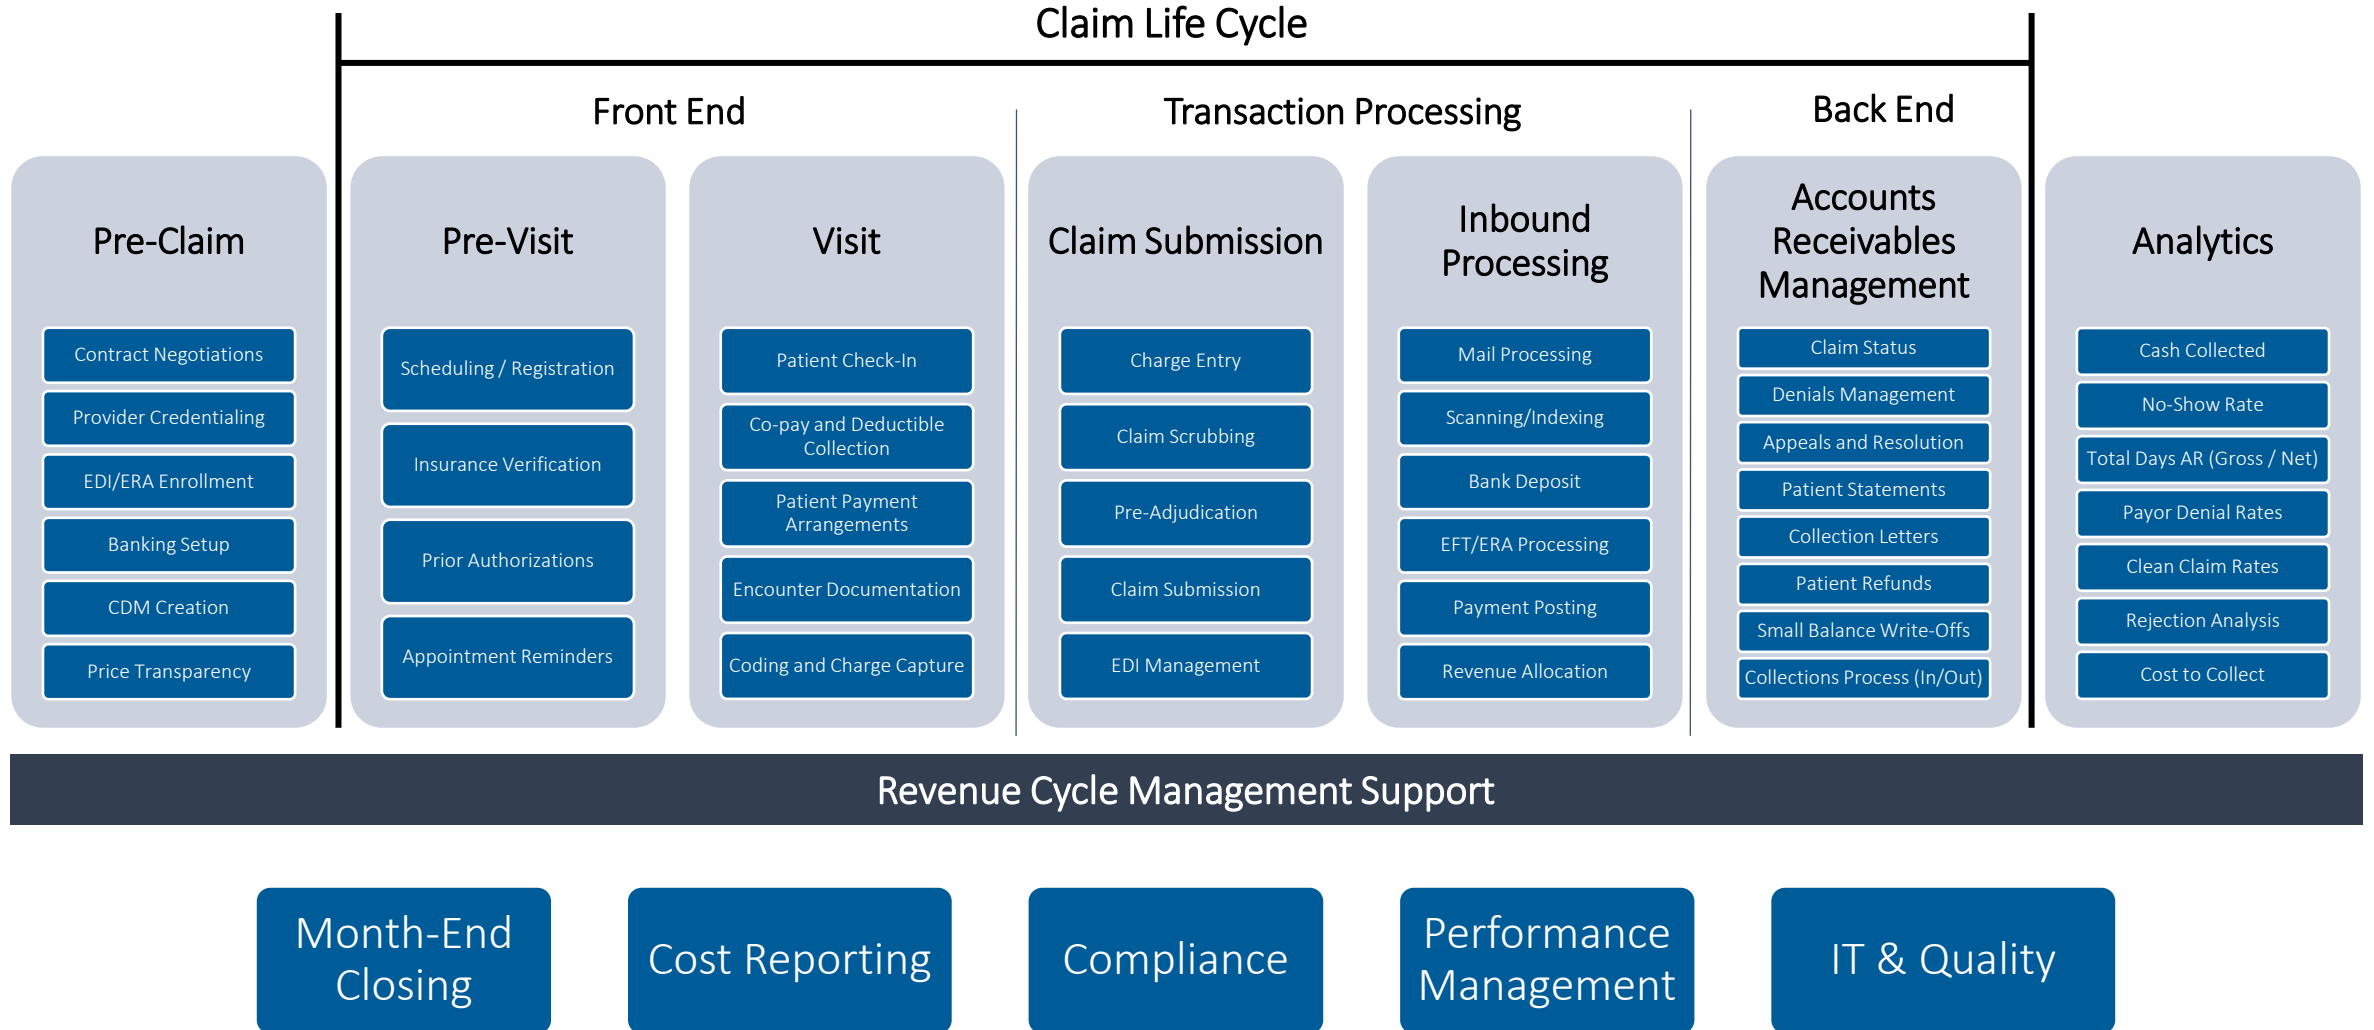 Claim Life Cycle
Front End
Transaction Processing
Back End
Pre-Claim
Contract Negotiations
Provider Credentialing
EDI/ERA Enrollment
Banking Setup
CDM Creation
Price Transparency
Pre-Visit
Scheduling / Registration
Insurance Verification
Prior Authorizations
Appointment Reminders
Visit
Patient Check-In
Co-pay and Deductible
Collection
Patient Payment
Arrangements
Encounter Documentation
Coding and Charge Capture
Claim Submission
Charge Entry
Claim Scrubbing
Pre-Adjudication
Claim Submission
EDI Management
Inbound
Processing
Mail Processing
Scanning/Indexing
Bank Deposit
EFT/ERA Processing
Payment Posting
Revenue Allocation
Accounts
Receivables
Management
Claim Status
Denials Management
Appeals and Resolution
Patient Statements
Collection Letters
Patient Refunds
Small Balance Write-Offs
Collections Process (In/Out)
Analytics
Cash Collected
No-Show Rate
Total Days AR (Gross / Net)
Payor Denial Rates
Clean Claim Rates
Rejection Analysis
Cost to Collect
Revenue Cycle Management Support
Month-End
Closing
Cost Reporting
Compliance
Performance
Management
IT & Quality